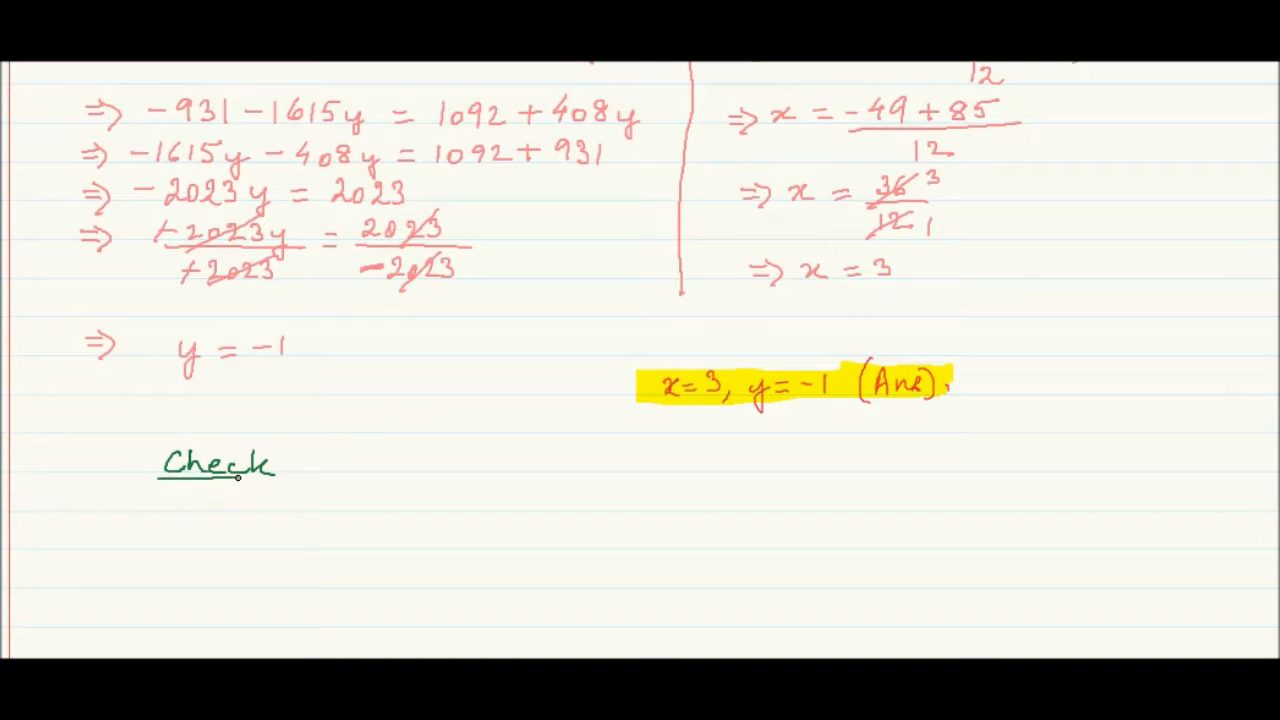 ⇒ -931 - 1615y = 1092 + 408y
⇒ -1615y - 408y = 1092 + 931
⇒ -2023y = 2023
⇒ +2023y/+2023 = 2023/-2023
⇒ y = -1
12
⇒ x = -49 + 85/12
⇒ x = 36 3/12 1
⇒ x = 3
x = 3, y = -1 (Ans).
Check